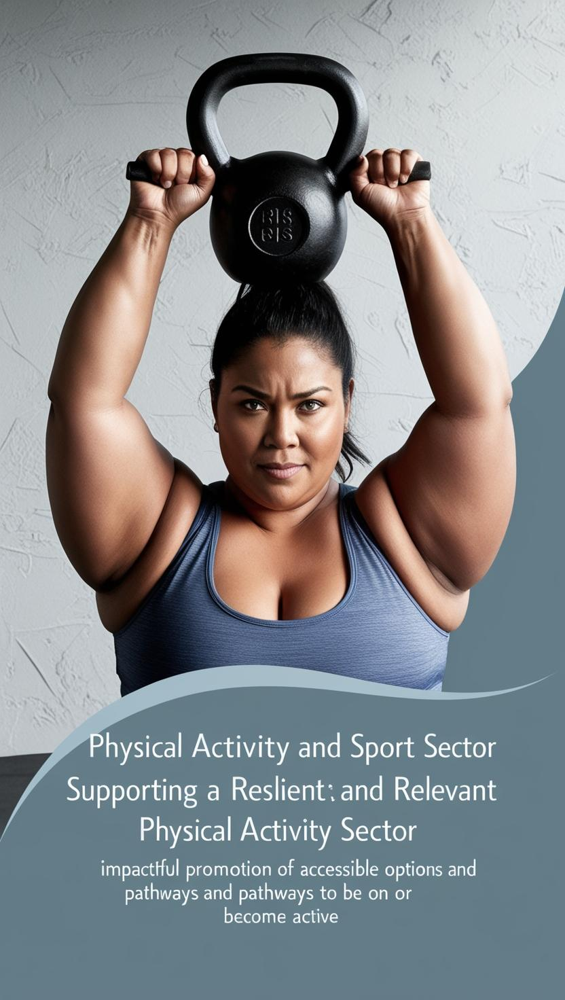 Physical Activity and Sport Sector
Supporting a Reslient: and Relevant
Physical Activity Sector
impactful promotion of accessible options and
pathways and pathways to be on or
become active